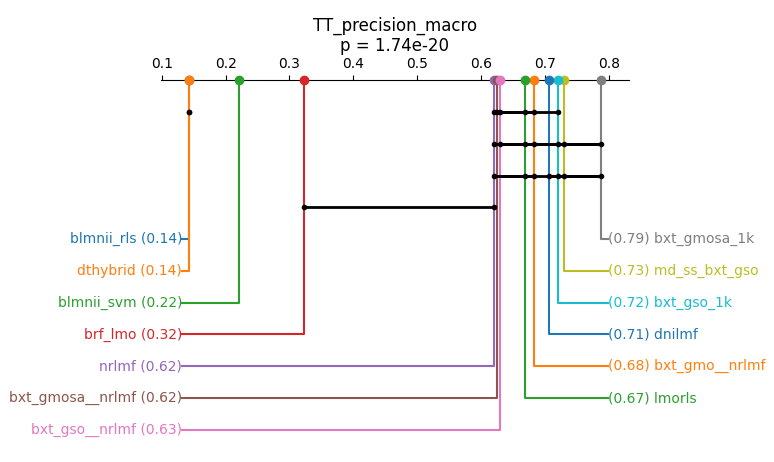 TT_precision_macro
p = 1.74e-20
0.1 0.2 0.3 0.4 0.5 0.6 0.7 0.8
blmnii_rls (0.14) (0.79) bxt_gmosa_1k
dthybrid (0.14) (0.73) md_ss_bxt_gso
blmnii_svm (0.22) (0.72) bxt_gso_1k
brf_lmo (0.32) (0.71) dnilmf
nrlmf (0.62) (0.68) bxt_gmo__nrlmf
bxt_gmosa__nrlmf (0.62) (0.67) lmorls
bxt_gso__nrlmf (0.63)